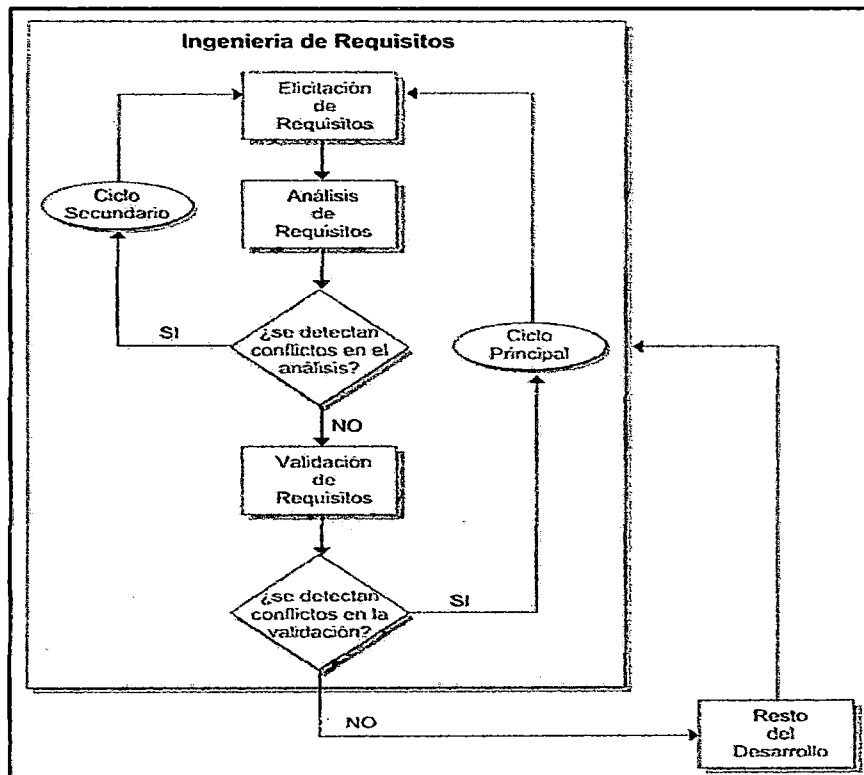 Ingeniería de Requisitos
Elicitación
de
Requisitos
Ciclo
Secundario
Análisis
de
Requisitos
SI
¿se detectan
conflictos en el
análisis?
Ciclo
Principal
NO
Validación
de
Requisitos
¿se detectan
conflictos en la
validación?
SI
NO
Resto
del
Desarrollo